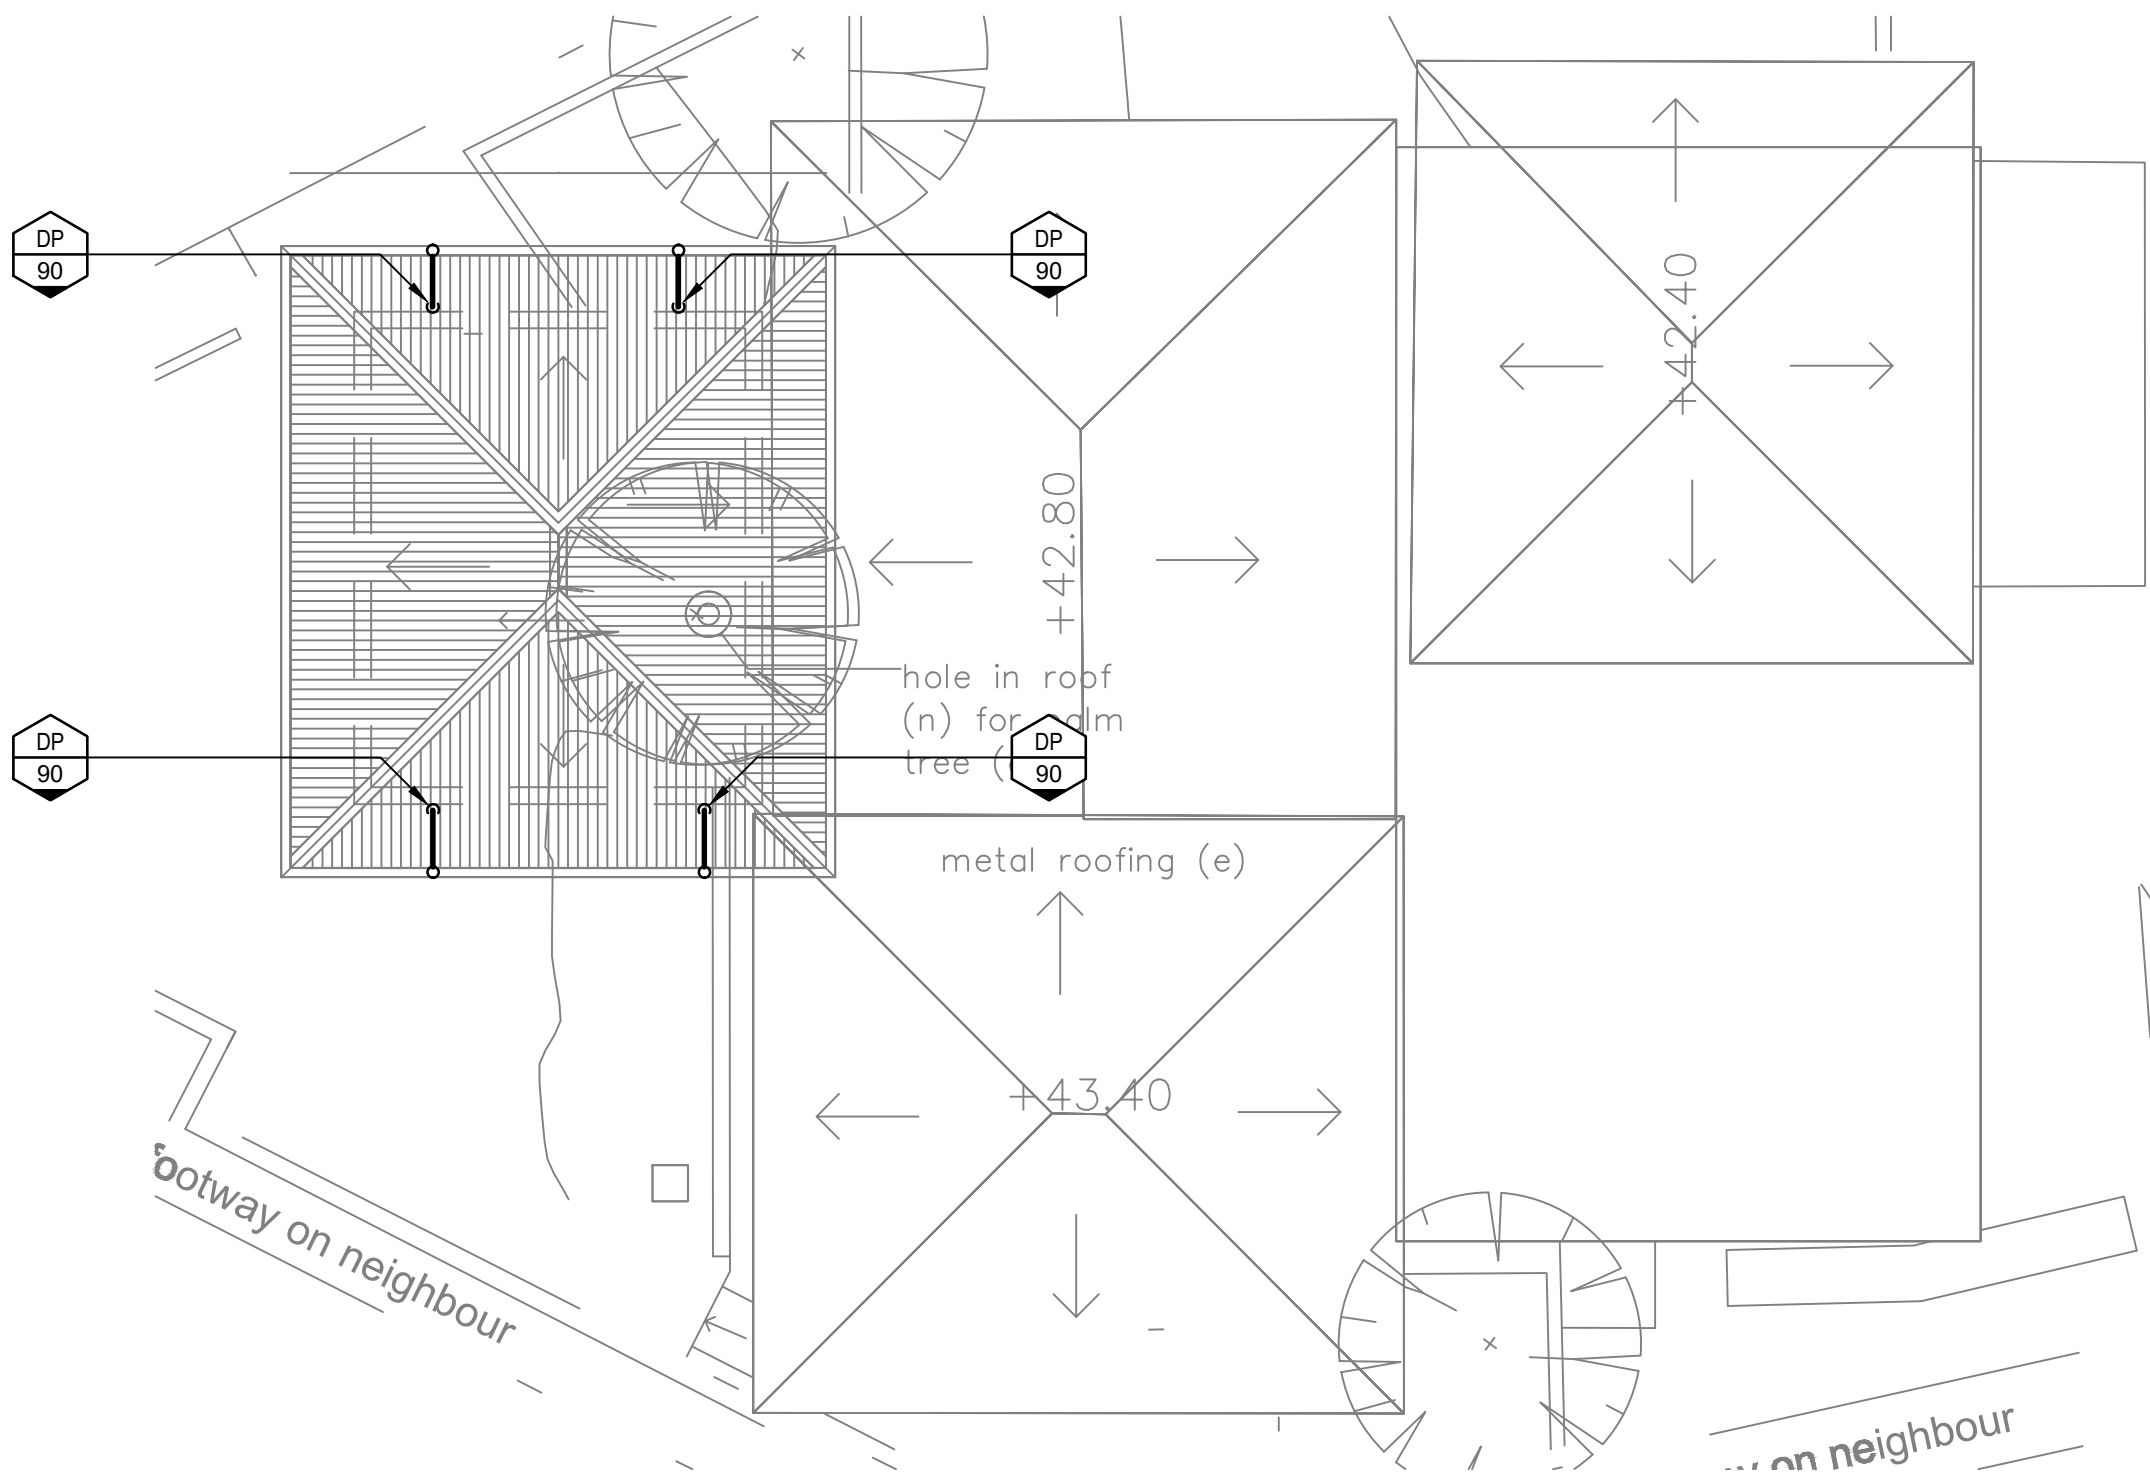 DP
90
DP
90
+42.40
+42.80
hole in roof
(n) for palm
tree (
DP
90
DP
90
metal roofing (e)
+43.40
footway on neighbour
on neighbour